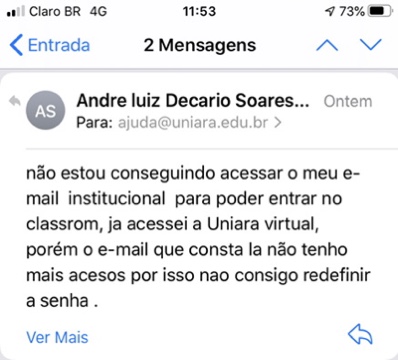 Claro BR 4G 11:53 73%
Entrada 2 Mensagens
AS Andre luiz Decario Soares... Ontem
Para: ajuda@uniara.edu.br >
não estou conseguindo acessar o meu e-
mail institucional para poder entrar no
classrom, ja acessei a Uniara virtual,
porém o e-mail que consta la não tenho
mais acesos por isso nao consigo redefinir
a senha .
Ver Mais